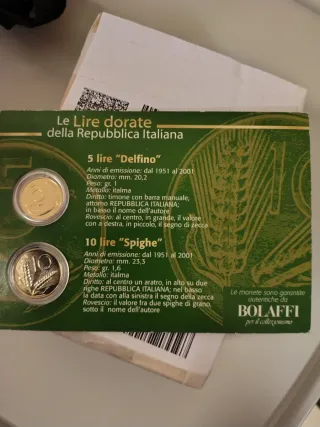 Le Lire dorate
della Repubblica Italiana
5 lire "Delfino"
Anni di emissione: dal 1951 al 2001
Diametro: mm. 20,2
Peso: gr. 1
Metallo: italma
Diritto: timone con barra manuale,
attorno REPUBBLICA ITALIANA;
in basso il nome dell'autore
Rovescio: al centro, in grande, il valore
con a destra, in piccolo, il segno di zecca
10 lire "Spighe"
Anni di emissione: dal 1951 al 2001
Diametro: mm. 23,3
Peso: gr. 1,6
Metallo: italma
Diritto: al centro un aratro, in alto su due
righe REPUBBLICA ITALIANA; nel basso
la data con alla sinistra il segno della zecca
Rovescio: il valore fra due spighe di grano,
sotto il nome dell'autore
Le monete sono garantite
autentiche da
BOLAFFI
per il collezionismo
5
10